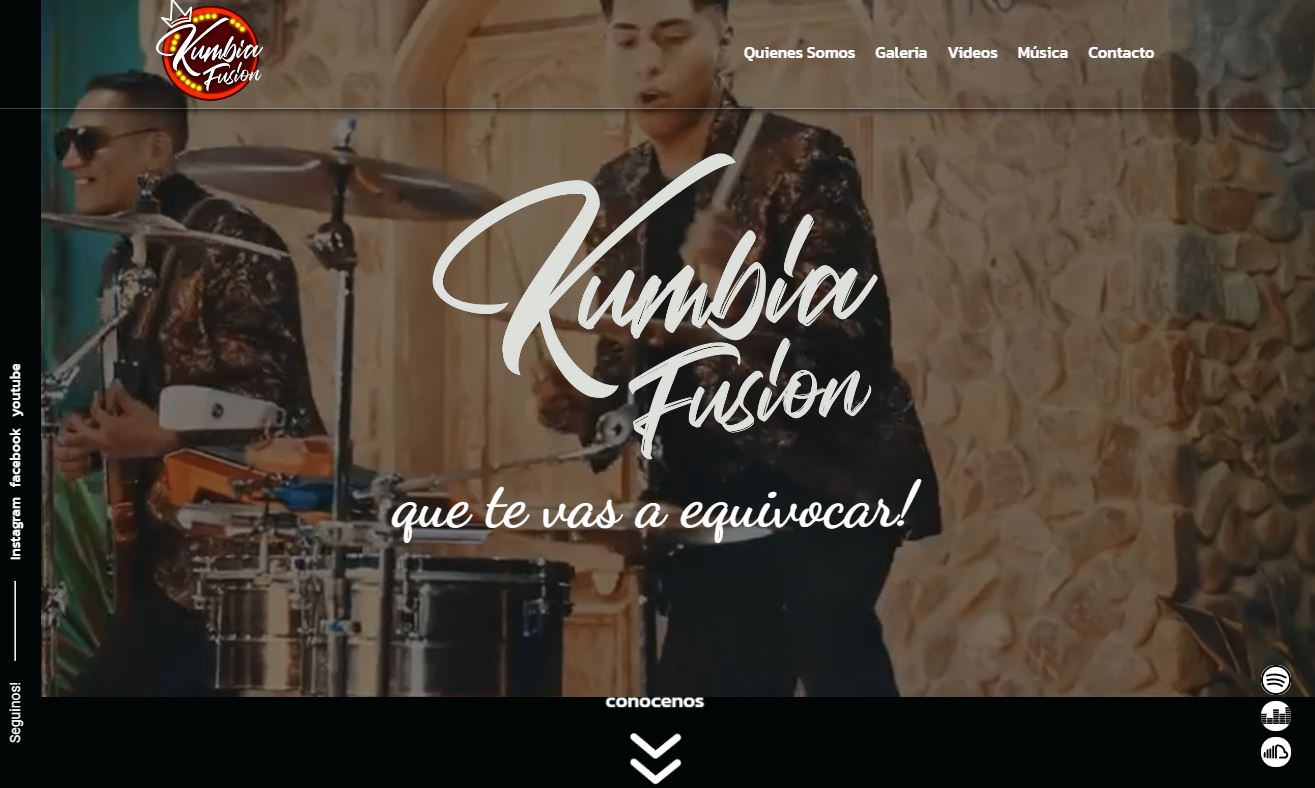 Kumbia
Fusion
Quienes Somos Galeria Videos Música Contacto
Kumbia
Fusion
que te vas a equivocar!
Seguinos! Instagram facebook youtube
conocenos